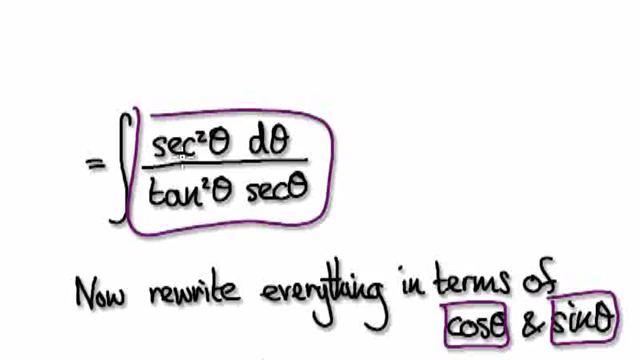 = ∫ sec²θ dθ
tan²θ secθ
Now rewrite everything in terms of
cosθ & sinθ